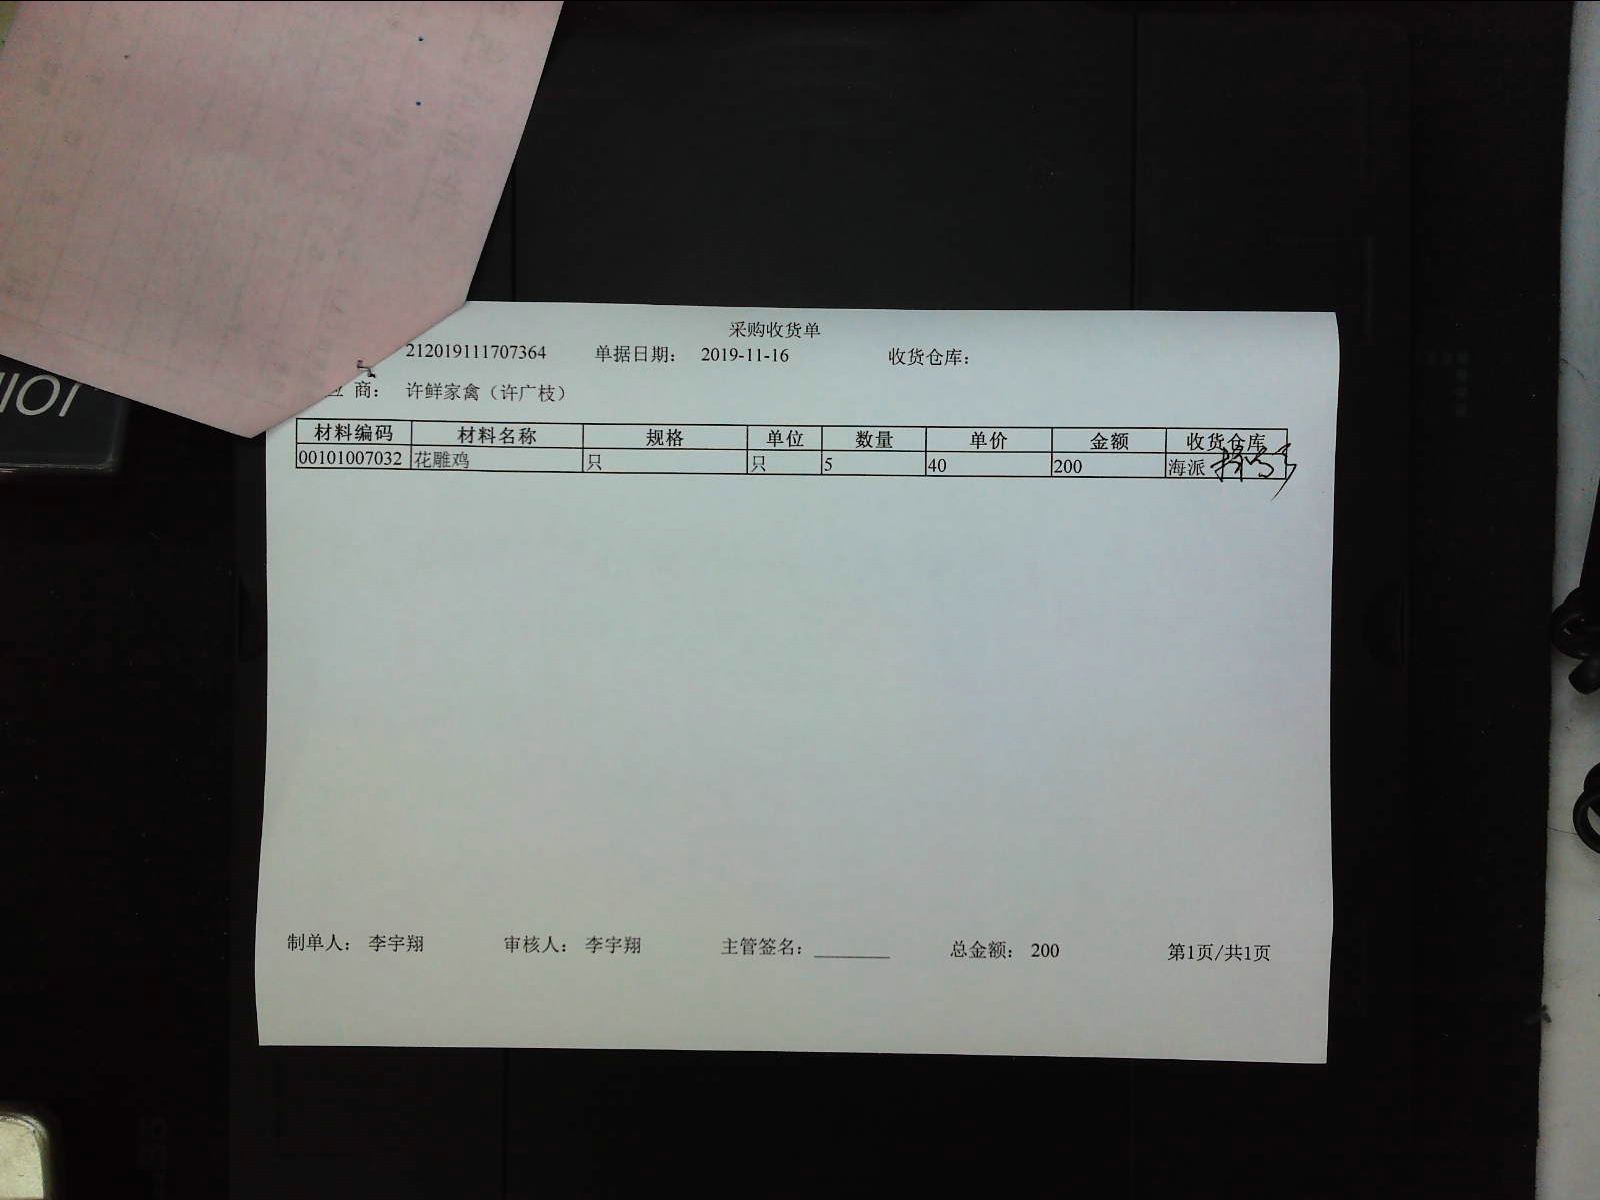 采购收货单
212019111707364 单据日期： 2019-11-16 收货仓库：
商： 许鲜家禽（许广枝）
材料编码 材料名称 规格 单位 数量 单价 金额 收货仓库
00101007032 花雕鸡 只 只 5 40 200 海派
制单人： 李宇翔 审核人： 李宇翔 主管签名： 总金额： 200 第1页/共1页